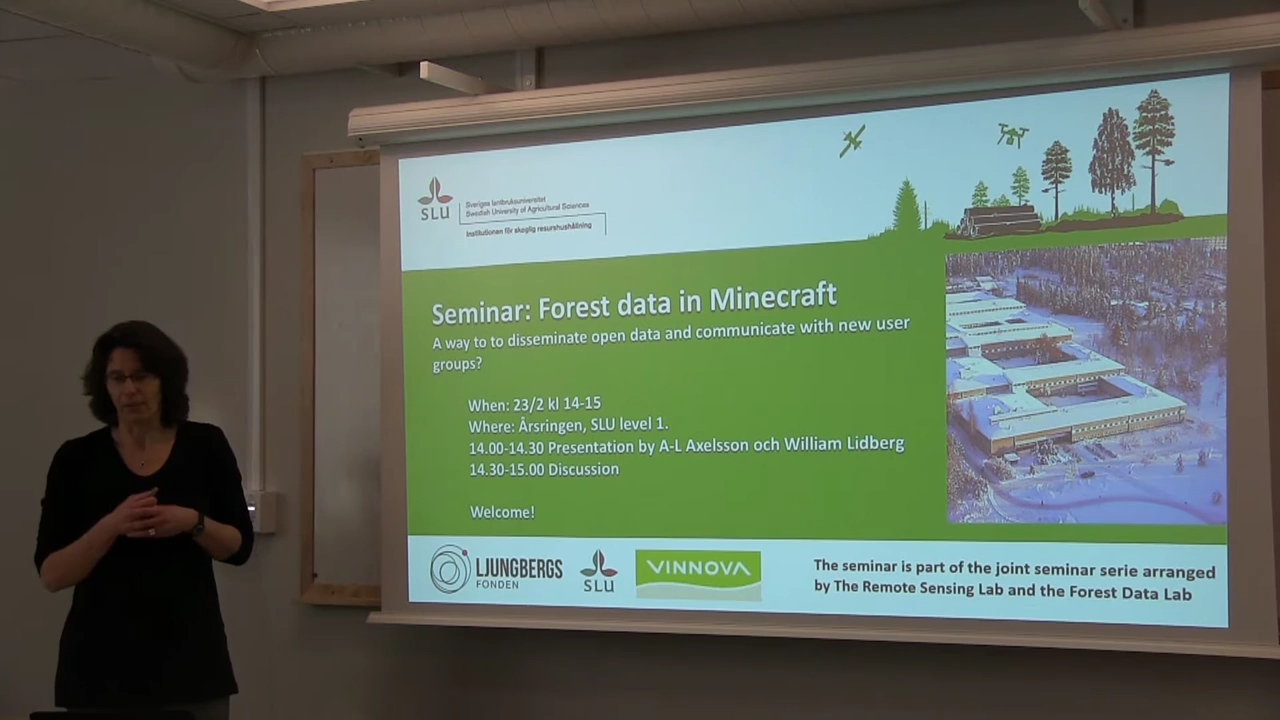 SLU
Sveriges lantbruksuniversitet
Swedish University of Agricultural Sciences
Institutionen för skoglig resurshushållning
Seminar: Forest data in Minecraft
A way to to disseminate open data and communicate with new user
groups?
When: 23/2 kl 14-15
Where: Årsringen, SLU level 1.
14.00-14.30 Presentation by A-L Axelsson och William Lidberg
14.30-15.00 Discussion
Welcome!
LJUNGBERGS
FONDEN
SLU
VINNOVA
The seminar is part of the joint seminar serie arranged
by The Remote Sensing Lab and the Forest Data Lab